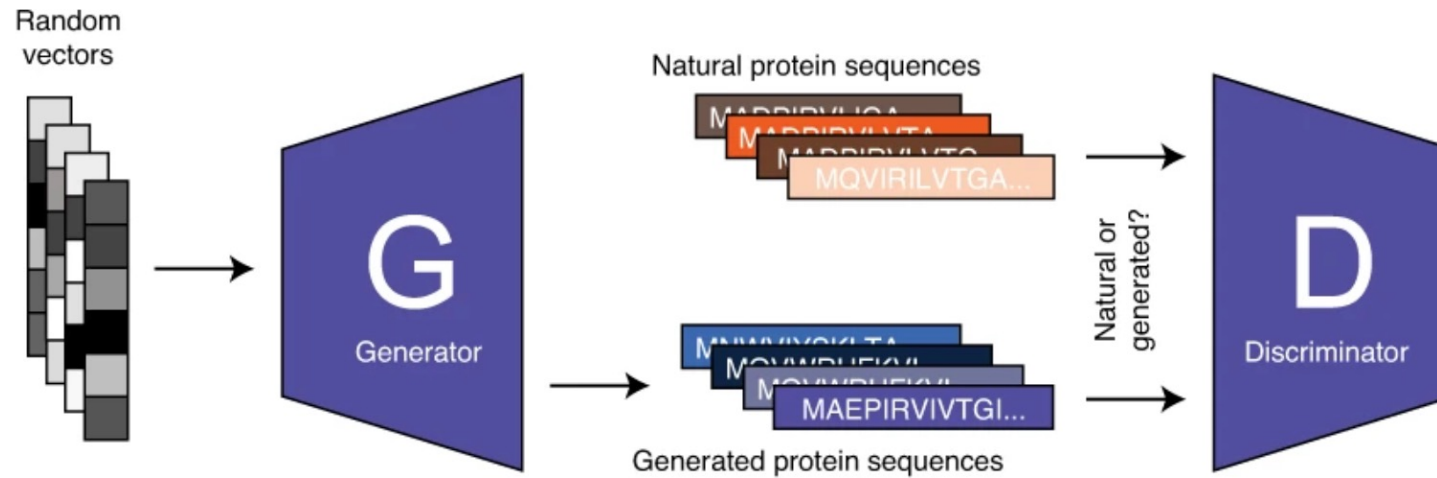 Random
vectors
G
Generator
Natural protein sequences
MQVIRILVTGA...
MAEPIRVIVTGI...
Generated protein sequences
Natural or
generated?
D
Discriminator